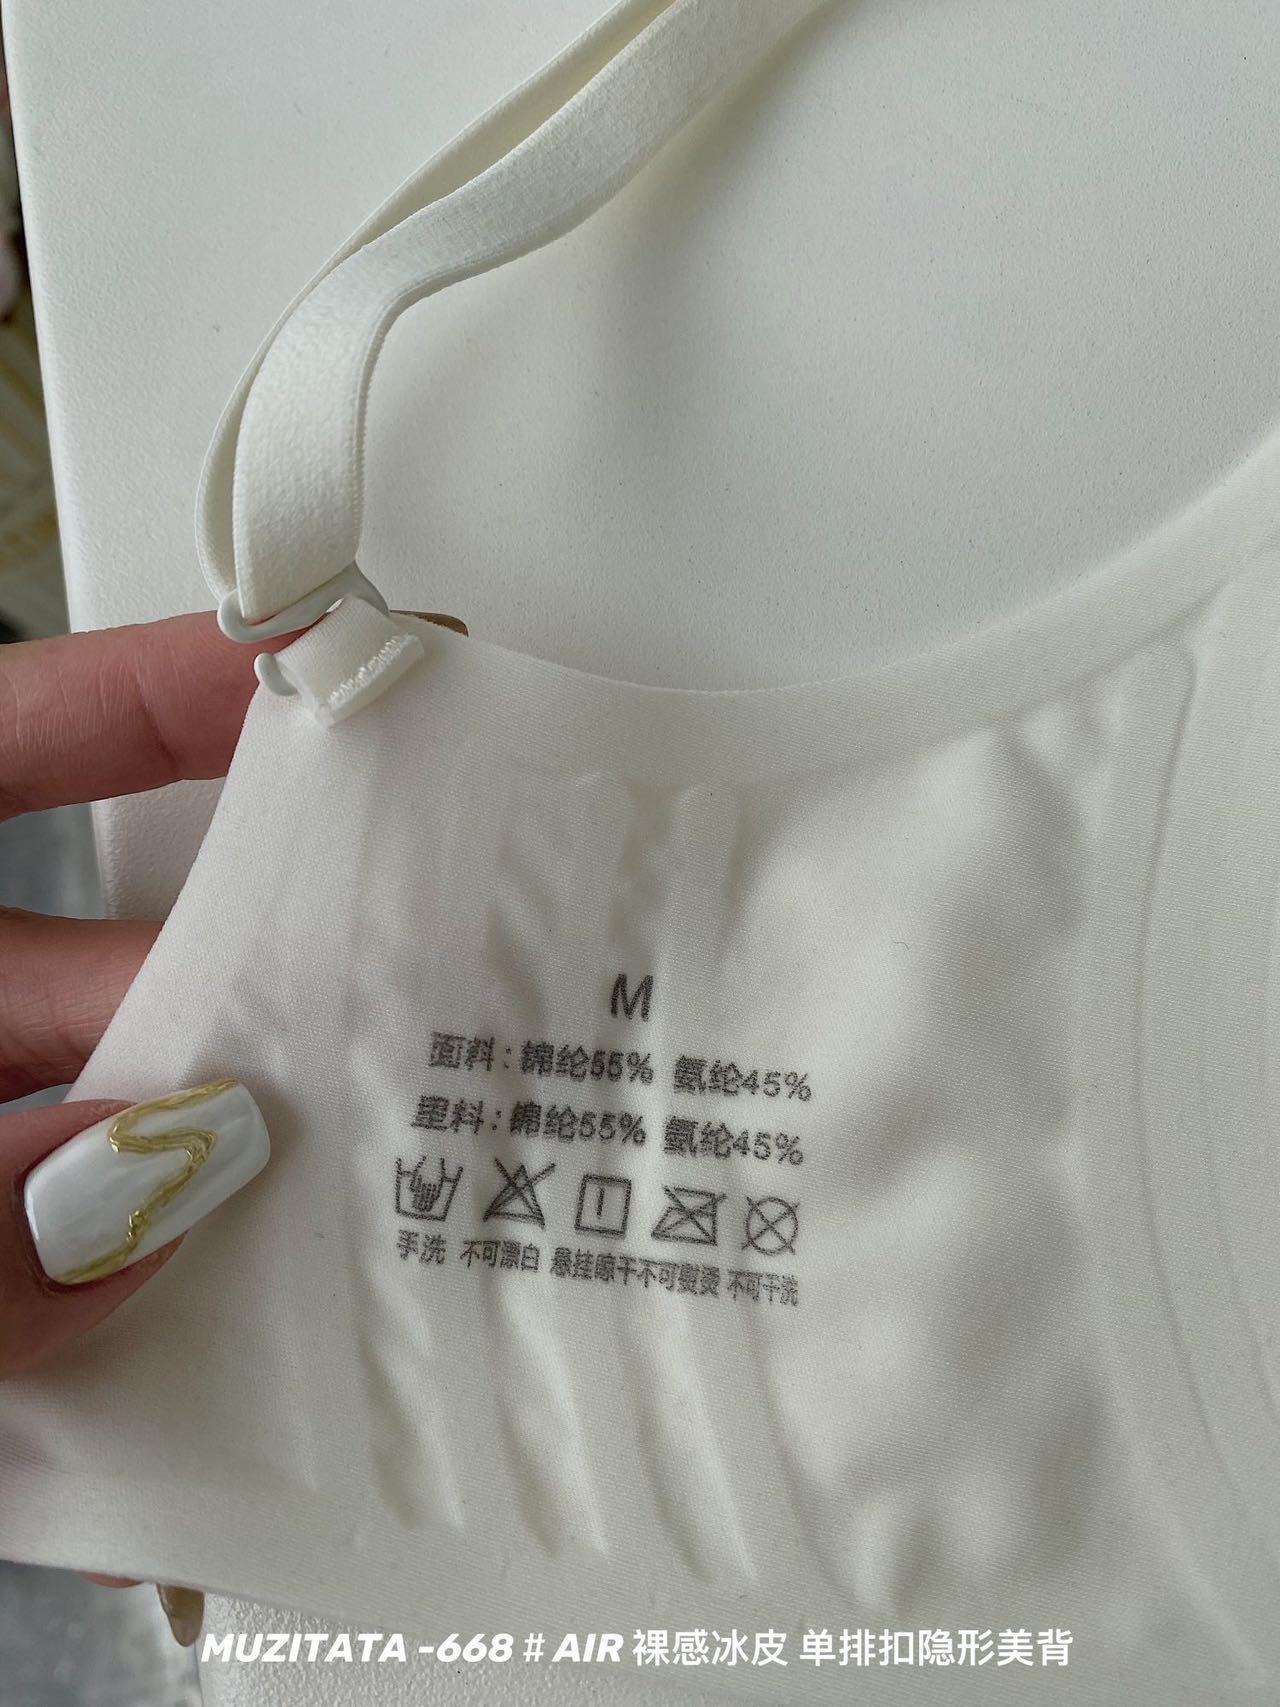 M
面料：锦纶55% 氨纶45%
里料：锦纶55% 氨纶45%
手洗 不可漂白 悬挂晾干不可熨烫 不可干洗
MUZITATA -668 # AIR 裸感冰皮 单排扣隐形美背